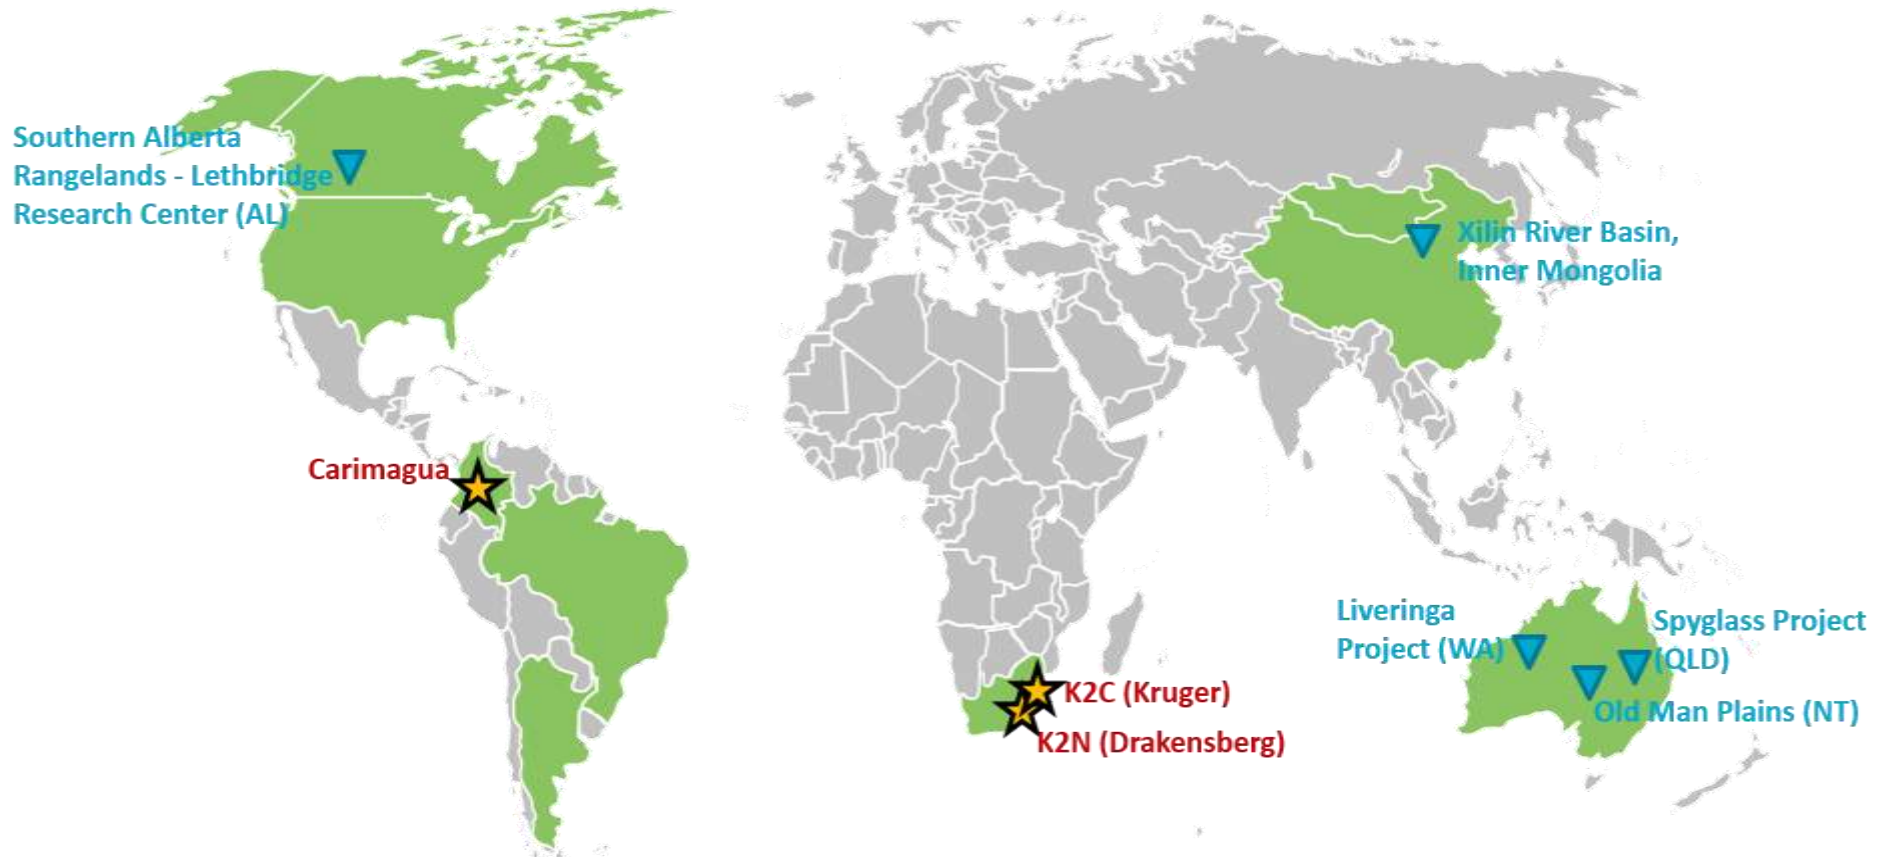 Southern Alberta
Rangelands - Lethbridge
Research Center (AL)
Xilin River Basin,
Inner Mongolia
Carimagua
Liveringa
Project (WA)
Spyglass Project
(QLD)
Old Man Plains (NT)
K2C (Kruger)
K2N (Drakensberg)